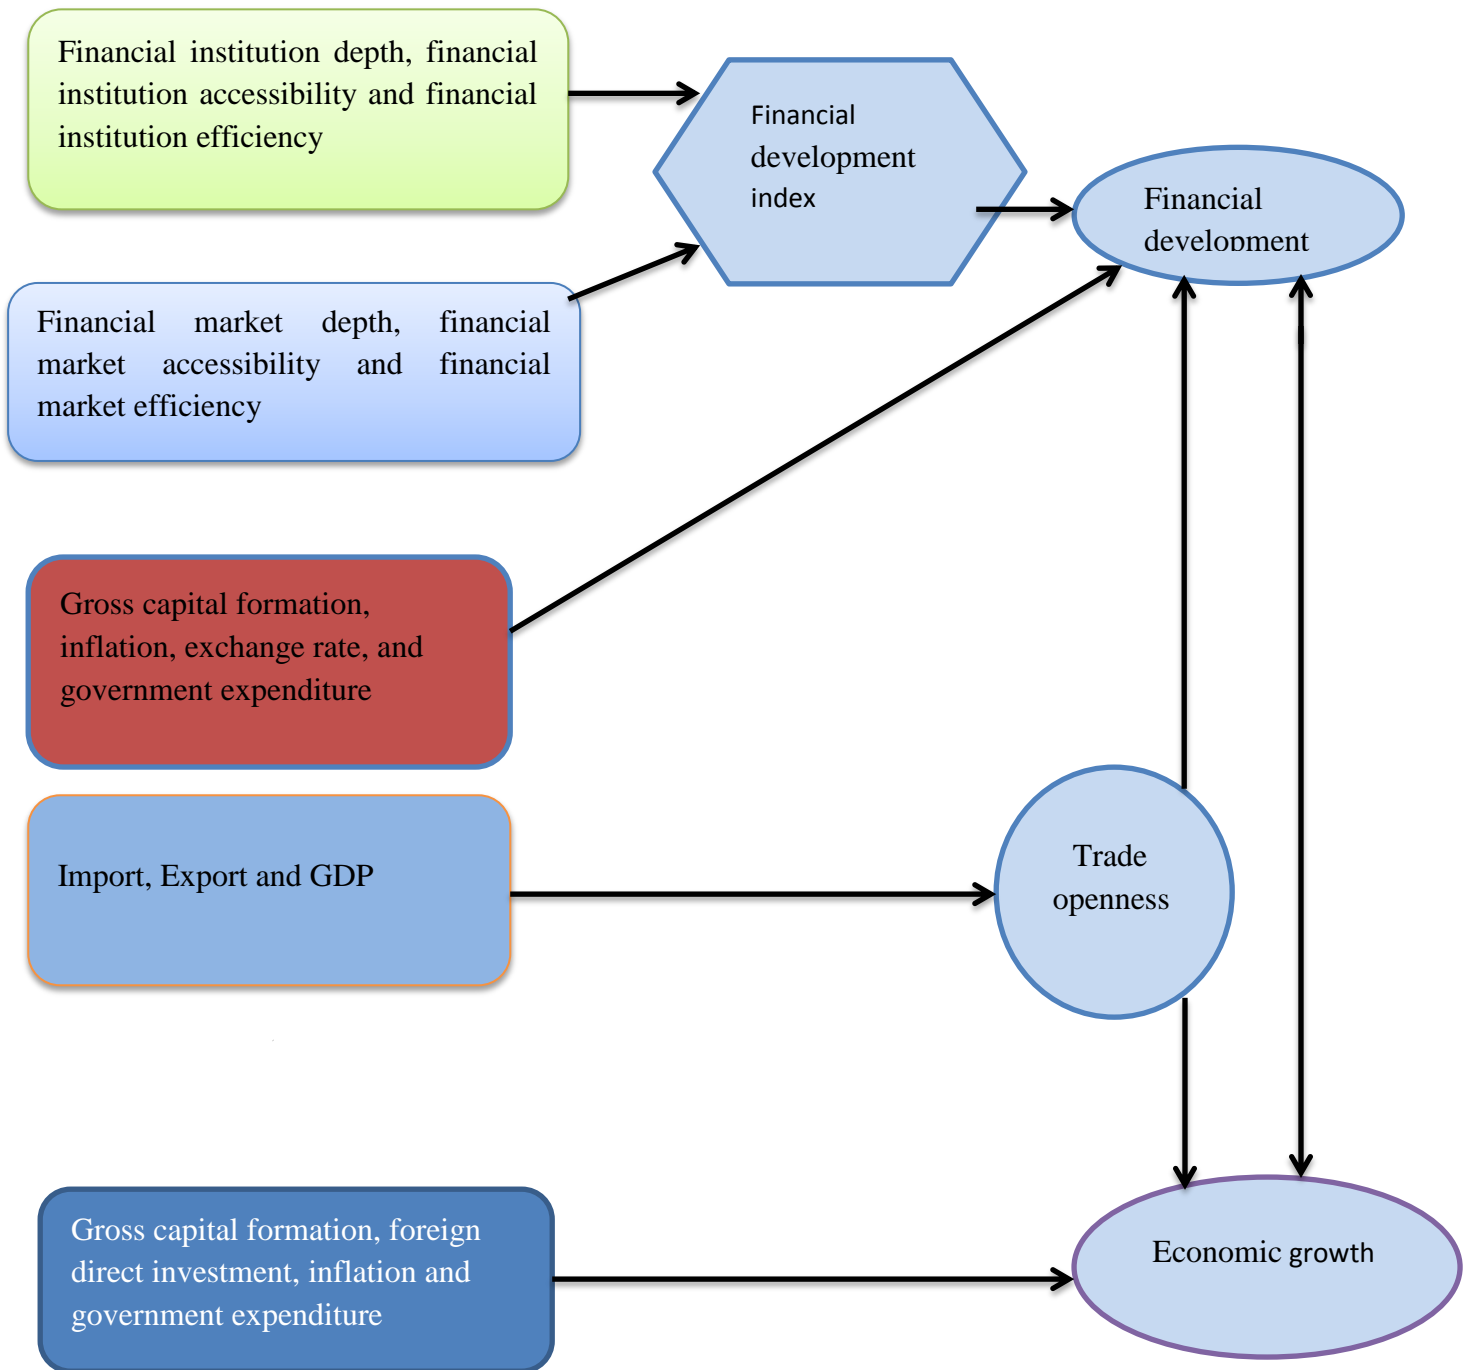 Financial institution depth, financial
institution accessibility and financial
institution efficiency
Financial
development
index
Financial
development
Financial market depth, financial
market accessibility and financial
market efficiency
Gross capital formation,
inflation, exchange rate, and
government expenditure
Import, Export and GDP
Trade
openness
Gross capital formation, foreign
direct investment, inflation and
government expenditure
Economic growth